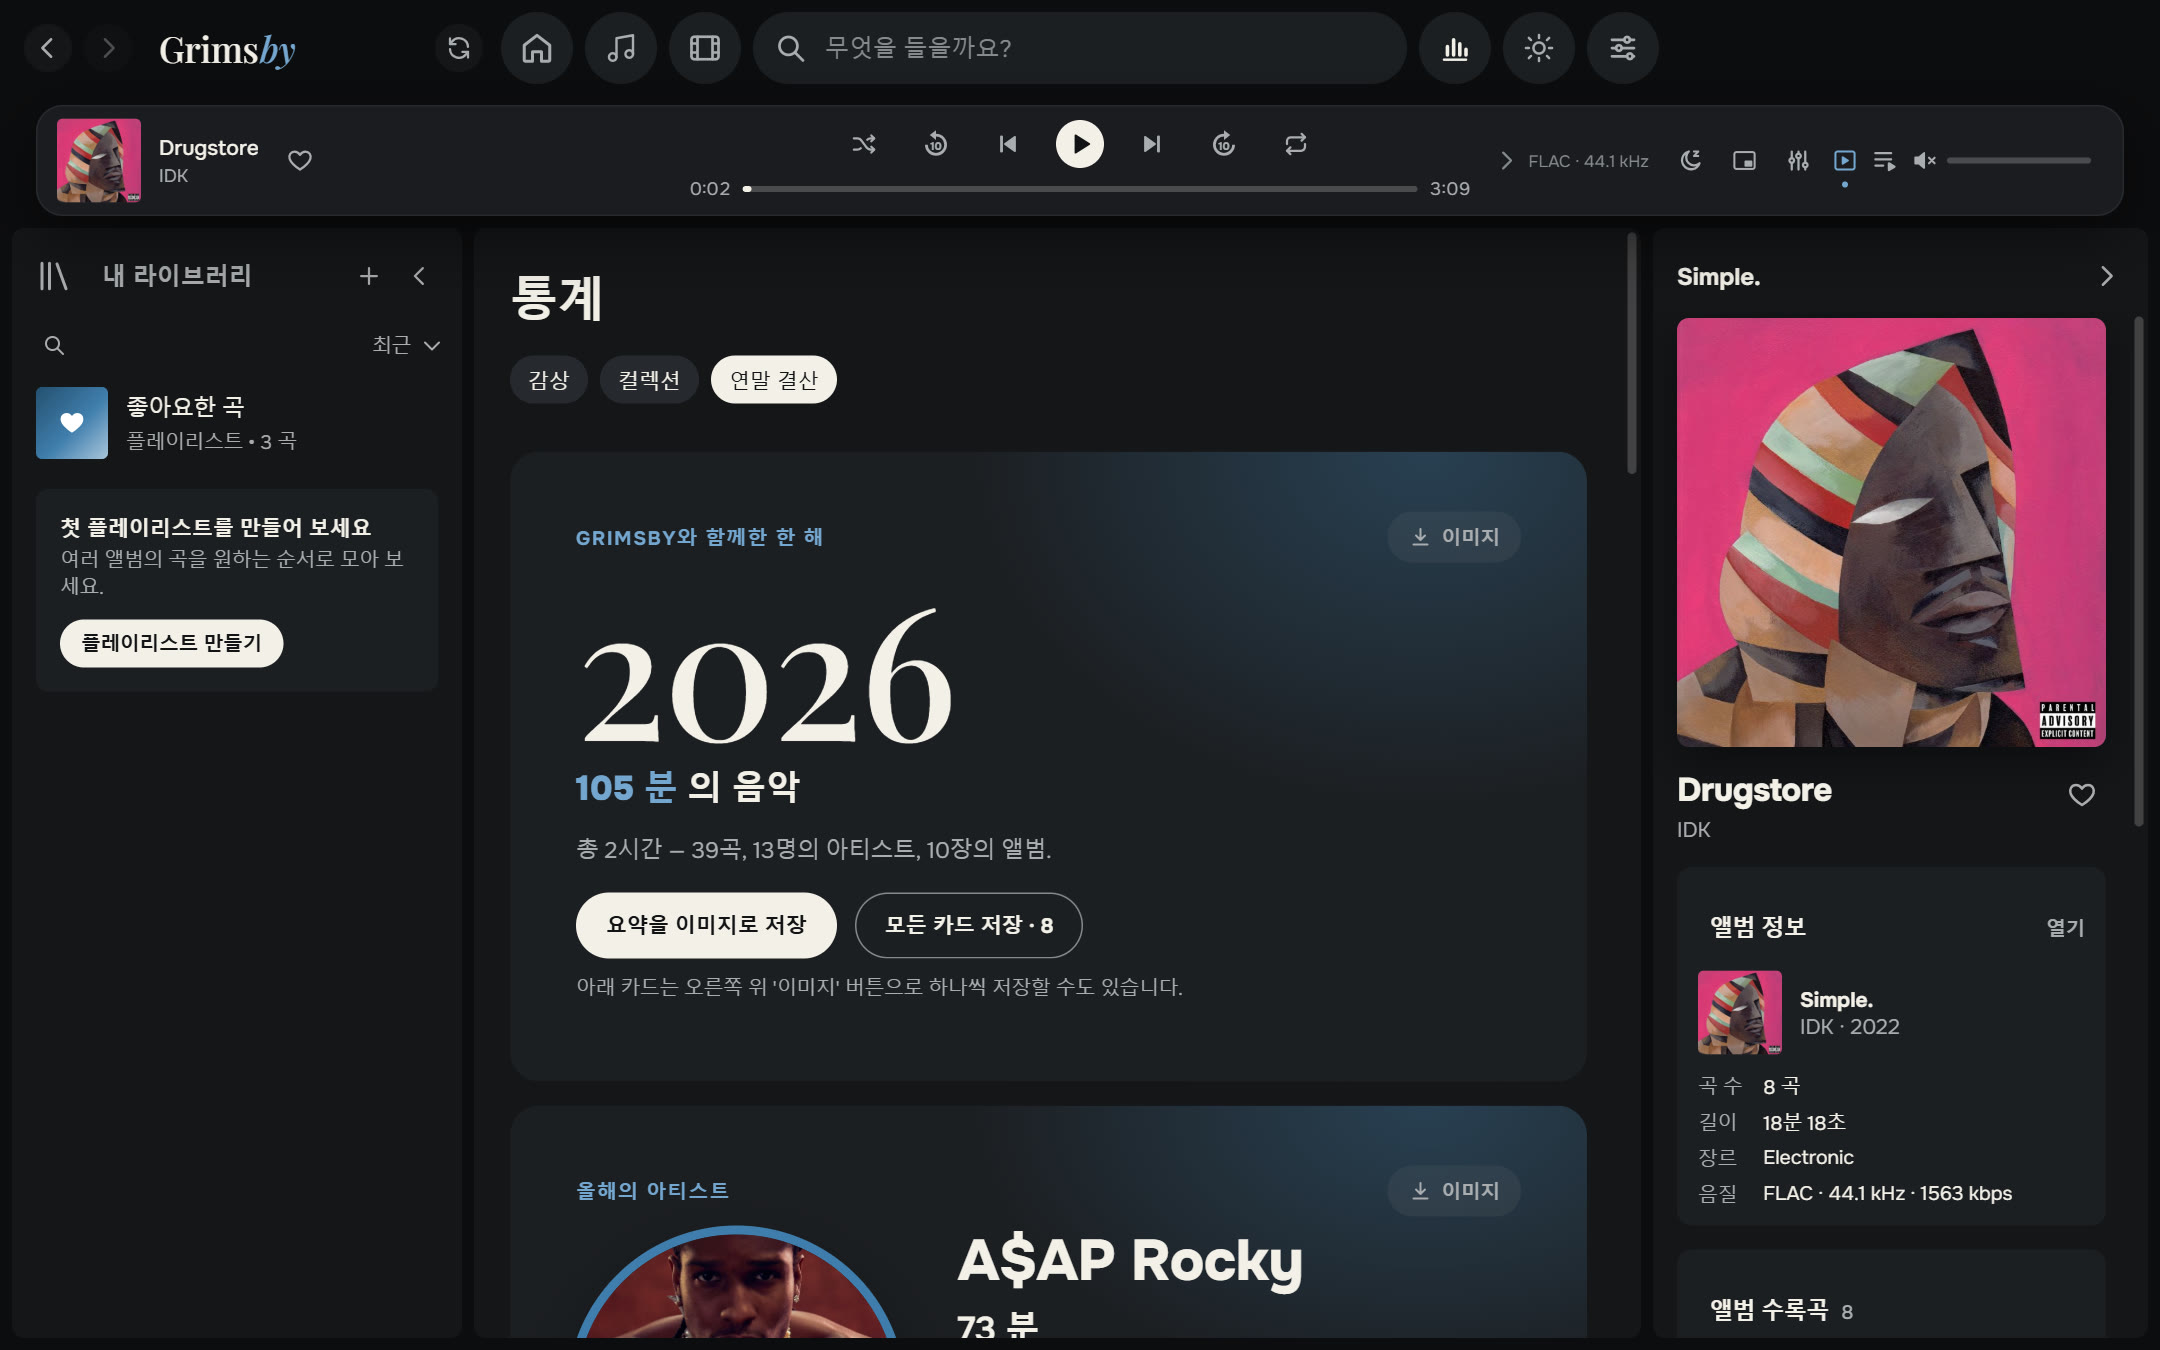 Grimsby
무엇을 들을까요?
Drugstore
IDK
10
10
0:02
3:09
FLAC · 44.1 kHz
내 라이브러리
최근
좋아요한 곡
플레이리스트 • 3 곡
첫 플레이리스트를 만들어 보세요
여러 앨범의 곡을 원하는 순서로 모아 보
세요.
플레이리스트 만들기
통계
감상
컬렉션
연말 결산
GRIMSBY와 함께한 한 해
이미지
2026
105 분 의 음악
총 2시간 – 39곡, 13명의 아티스트, 10장의 앨범.
요약을 이미지로 저장
모든 카드 저장 · 8
아래 카드는 오른쪽 위 '이미지' 버튼으로 하나씩 저장할 수도 있습니다.
올해의 아티스트
이미지
A$AP Rocky
73 분
Simple.
PARENTAL
ADVISORY
EXPLICIT CONTENT
Drugstore
IDK
앨범 정보
열기
Simple.
IDK · 2022
곡 수 8 곡
길이 18분 18초
장르 Electronic
음질 FLAC · 44.1 kHz · 1563 kbps
앨범 수록곡 8